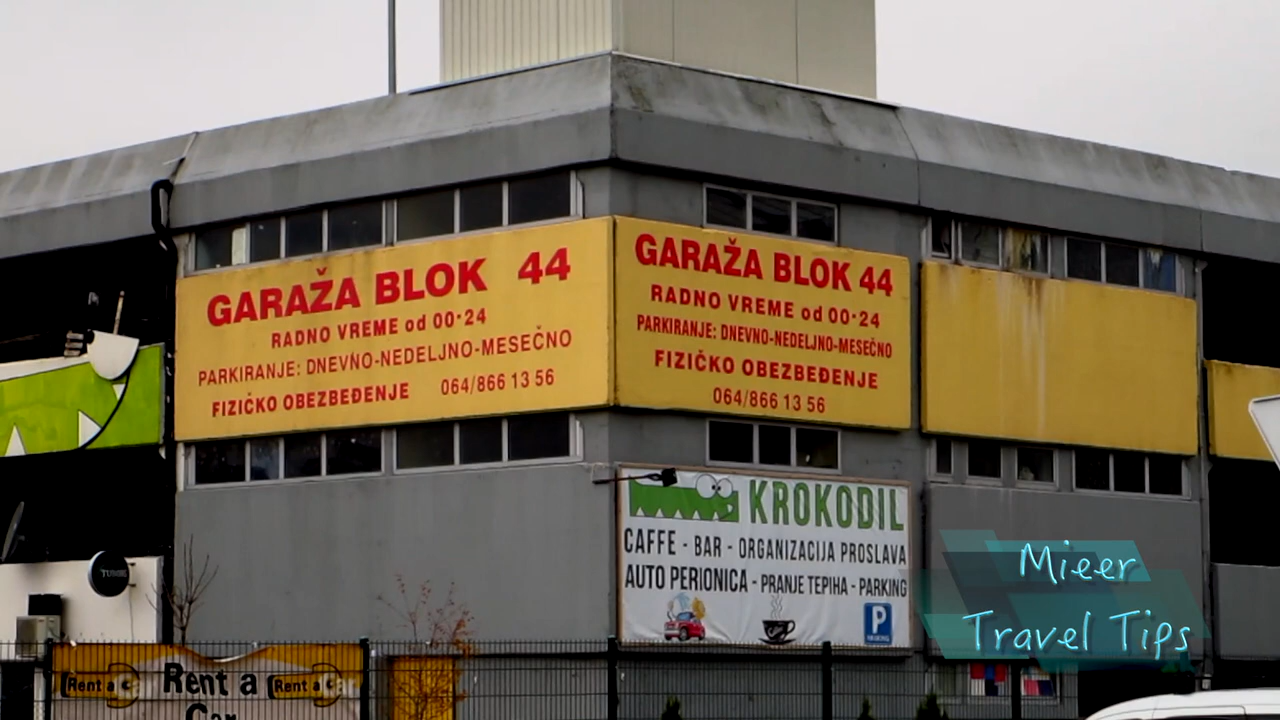 GARAŽA BLOK 44
RADNO VREME od 00·24
PARKIRANJE: DNEVNO-NEDELJNO-MESEČNO
FIZIČKO OBEZBEĐENJE 064/866 13 56
GARAŽA BLOK 44
RADNO VREME od 00·24
PARKIRANJE: DNEVNO-NEDELJNO-MESEČNO
FIZIČKO OBEZBEĐENJE
064/866 13 56
KROKODIL
CAFFE - BAR - ORGANIZACIJA PROSLAVA
AUTO PERIONICA - PRANJE TEPIHA - PARKING
P
Mieer
Travel Tips
Rent a
Rent a
Car
Rent a